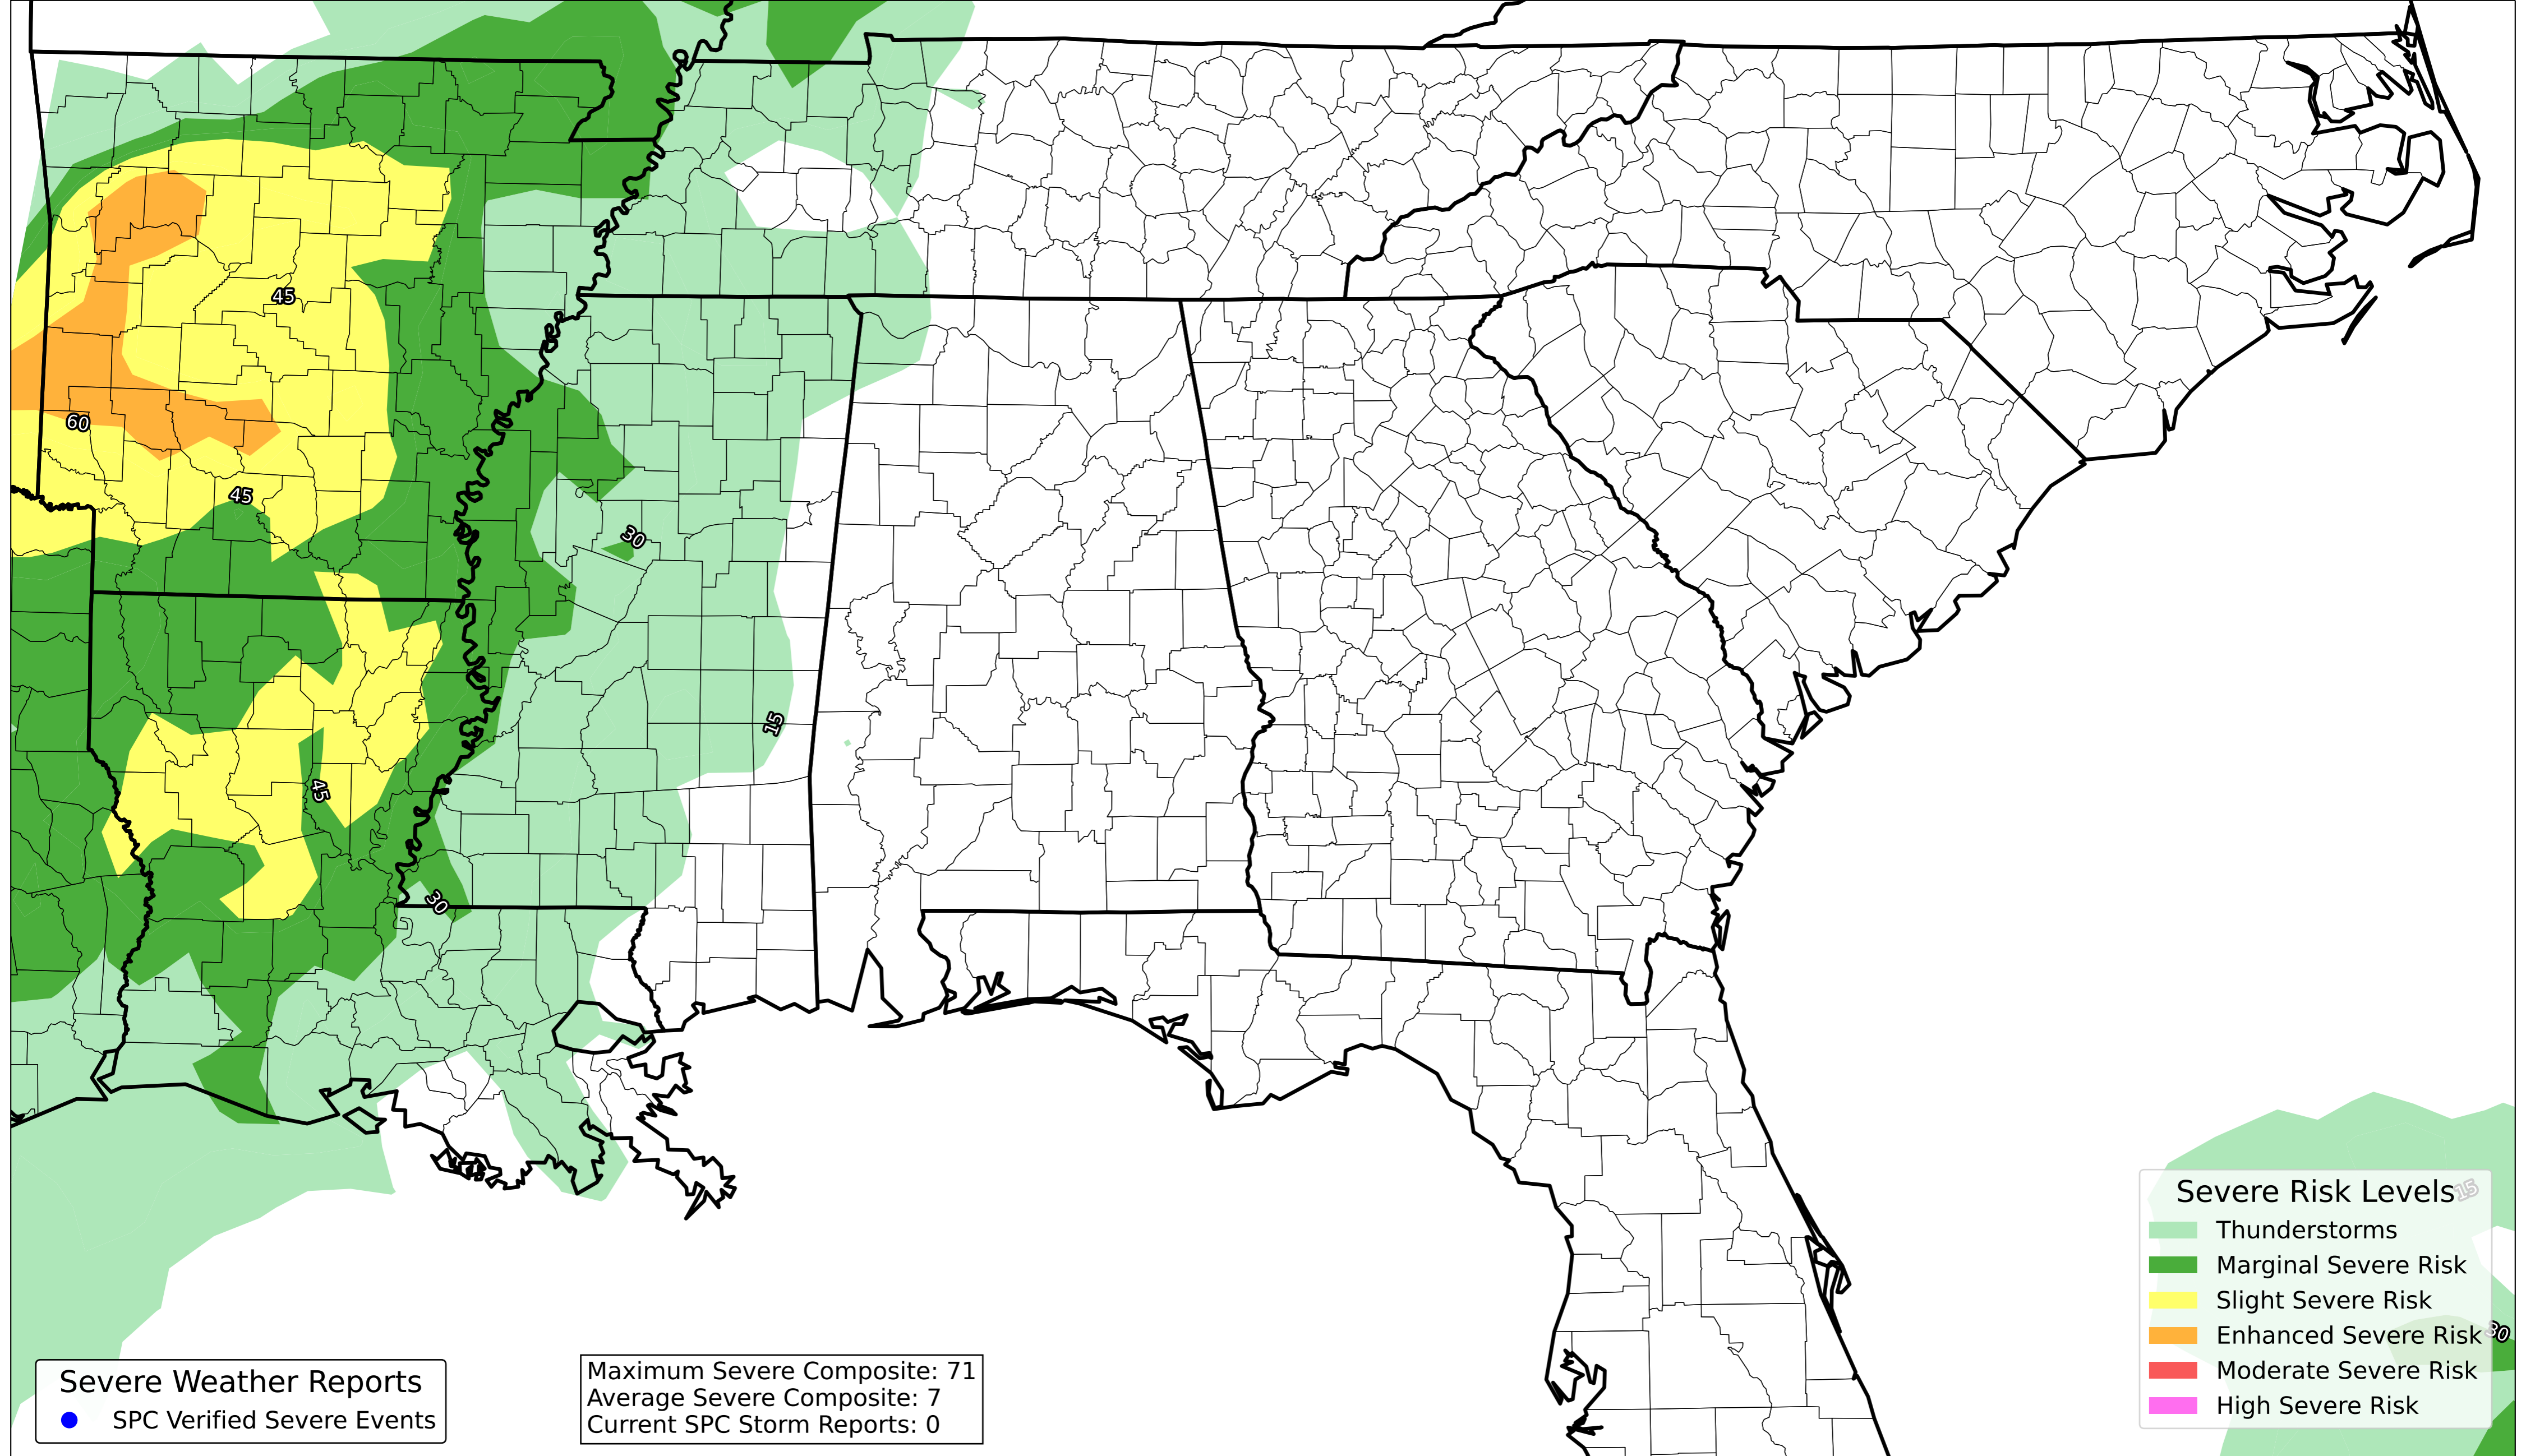 45
60
45
30
15
45
30
Severe Risk Levels
15
Thunderstorms
Marginal Severe Risk
Slight Severe Risk
Enhanced Severe Risk
30
Moderate Severe Risk
High Severe Risk
Severe Weather Reports
SPC Verified Severe Events
Maximum Severe Composite: 71
Average Severe Composite: 7
Current SPC Storm Reports: 0